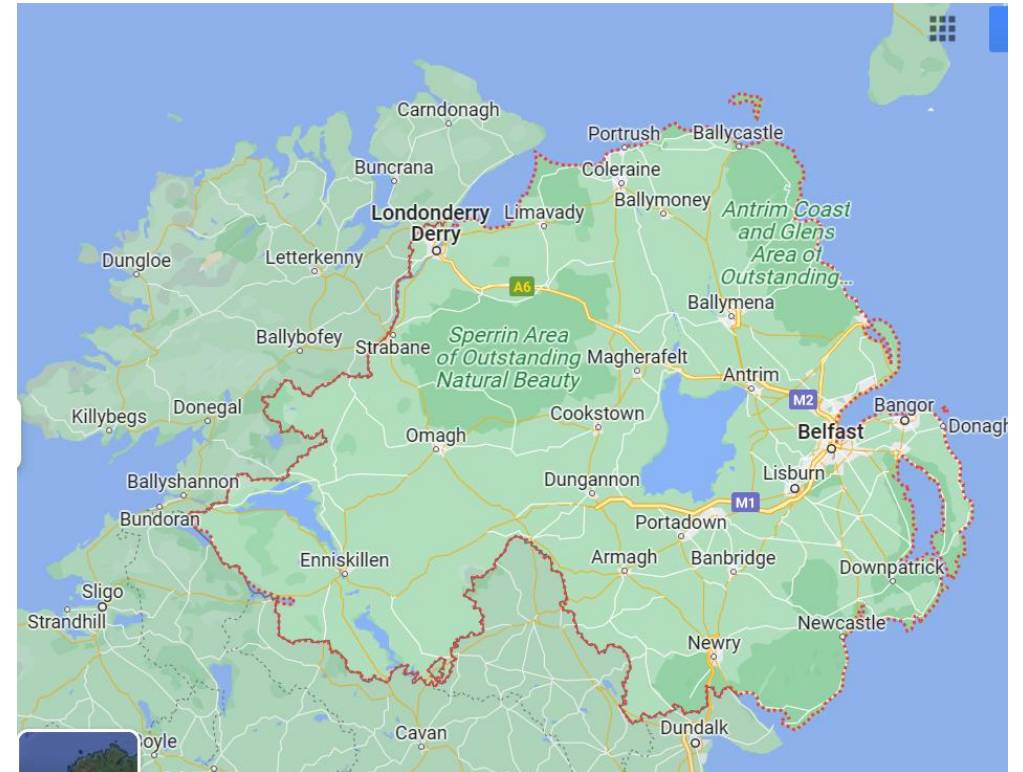 Carndonagh
Portrush
Ballycastle
Buncrana
Coleraine
Ballymoney
Londonderry
Derry
Limavady
Antrim Coast
and Glens
Area of
Outstanding...
Dungloe
Letterkenny
A6
Ballymena
Ballybofey
Strabane
Sperrin Area
of Outstanding
Natural Beauty
Magherafelt
Antrim
M2
Killybegs
Donegal
Cookstown
Bangor
Donagh
Omagh
Belfast
Lisburn
Ballyshannon
Dungannon
M1
Bundoran
Portadown
Enniskillen
Armagh
Banbridge
Downpatrick
Sligo
Strandhill
Newcastle
Newry
Dundalk
Cavan
oyle